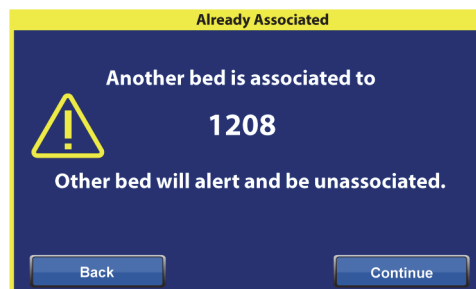 Already Associated
Another bed is associated to
1208
Other bed will alert and be unassociated.
Back
Continue